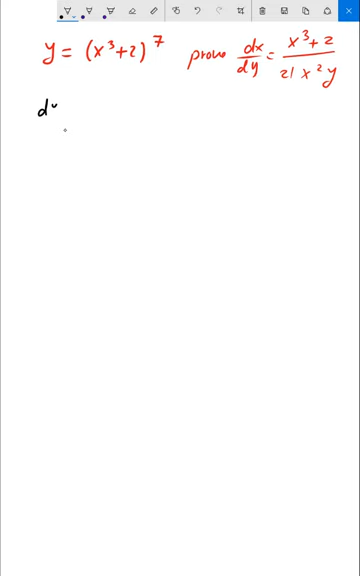 y = (x³+2)⁷ prove dx/dy = (x³+2)/(21x²y)